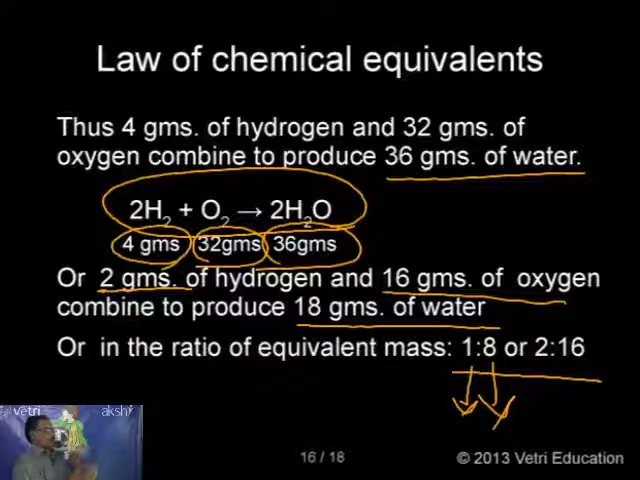 Law of chemical equivalents
Thus 4 gms. of hydrogen and 32 gms. of
oxygen combine to produce 36 gms. of water.
2H₂ + O₂ → 2H₂O
4 gms 32gms 36gms
Or 2 gms. of hydrogen and 16 gms. of oxygen
combine to produce 18 gms. of water
Or in the ratio of equivalent mass: 1:8 or 2:16
vetri akshi
16 / 18
© 2013 Vetri Education